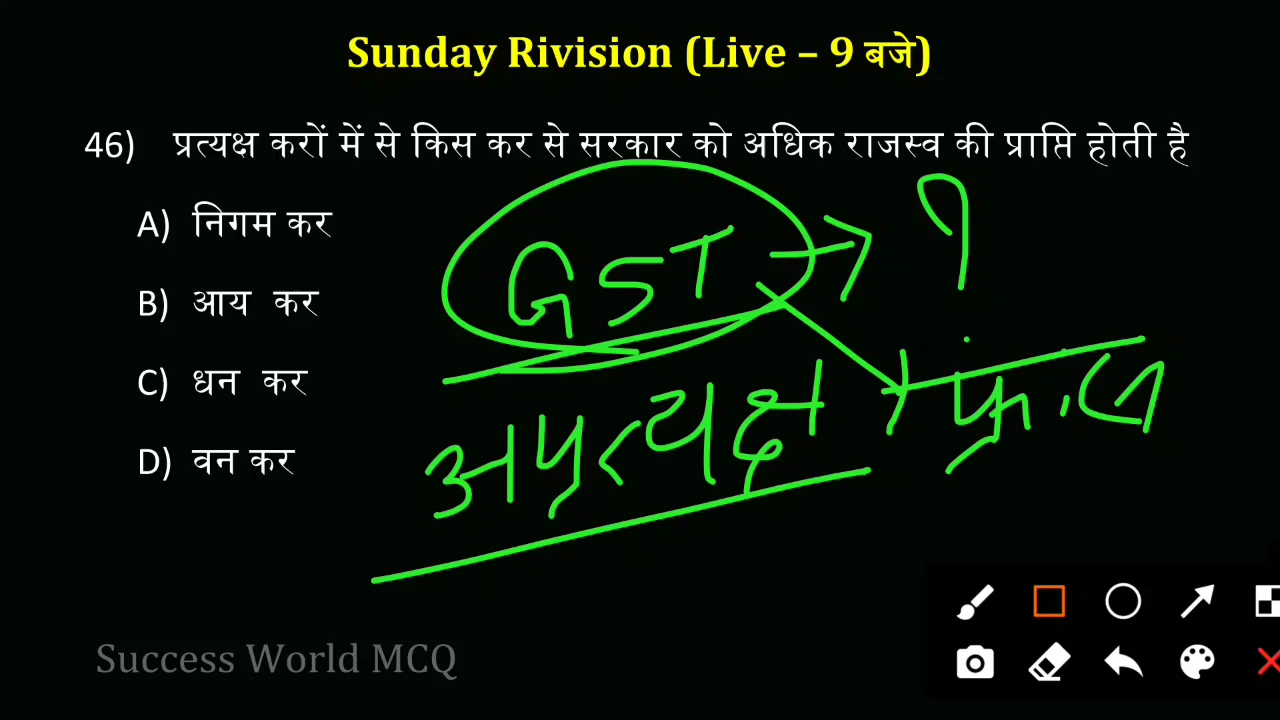 Sunday Rivision (Live – 9 बजे)
46) प्रत्यक्ष करों में से किस कर से सरकार को अधिक राजस्व की प्राप्ति होती है
A) निगम कर
GST → ?
B) आय कर
C) धन कर
अप्रत्यक्ष
D) वन कर
Success World MCQ